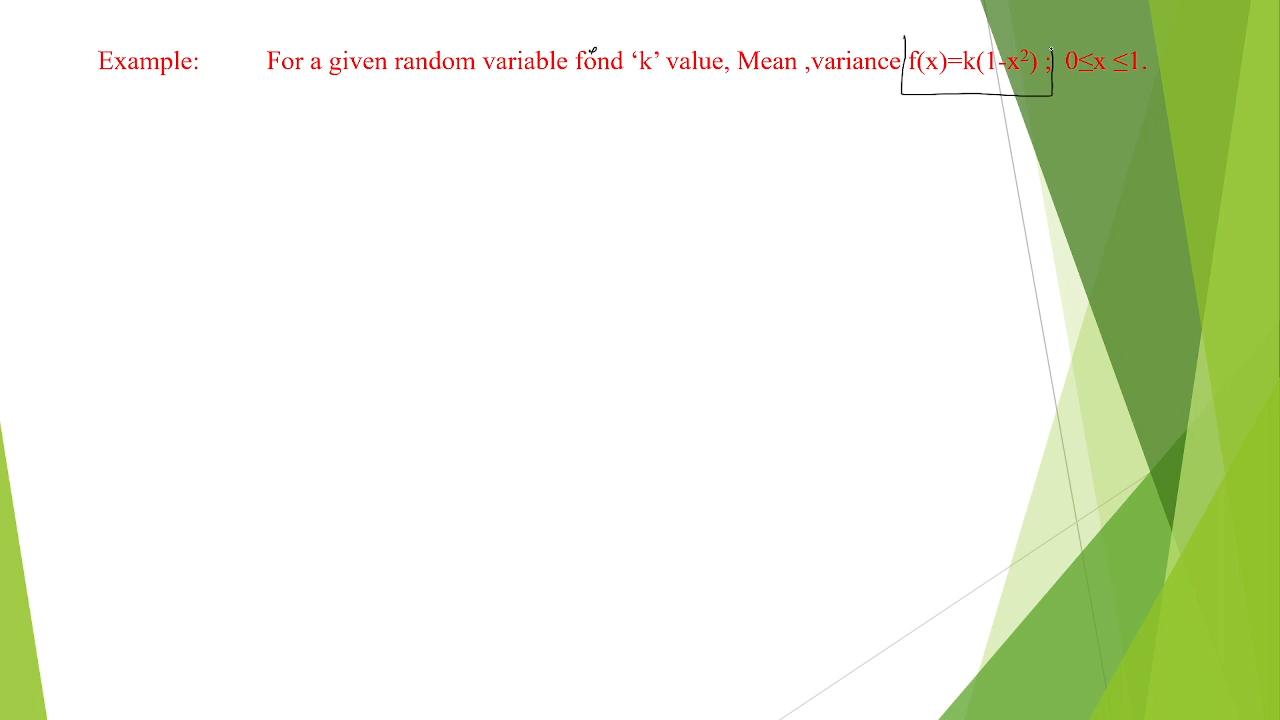 Example: For a given random variable fond ‘k’ value, Mean ,variance f(x)=k(1-x²) ; 0≤x ≤1.